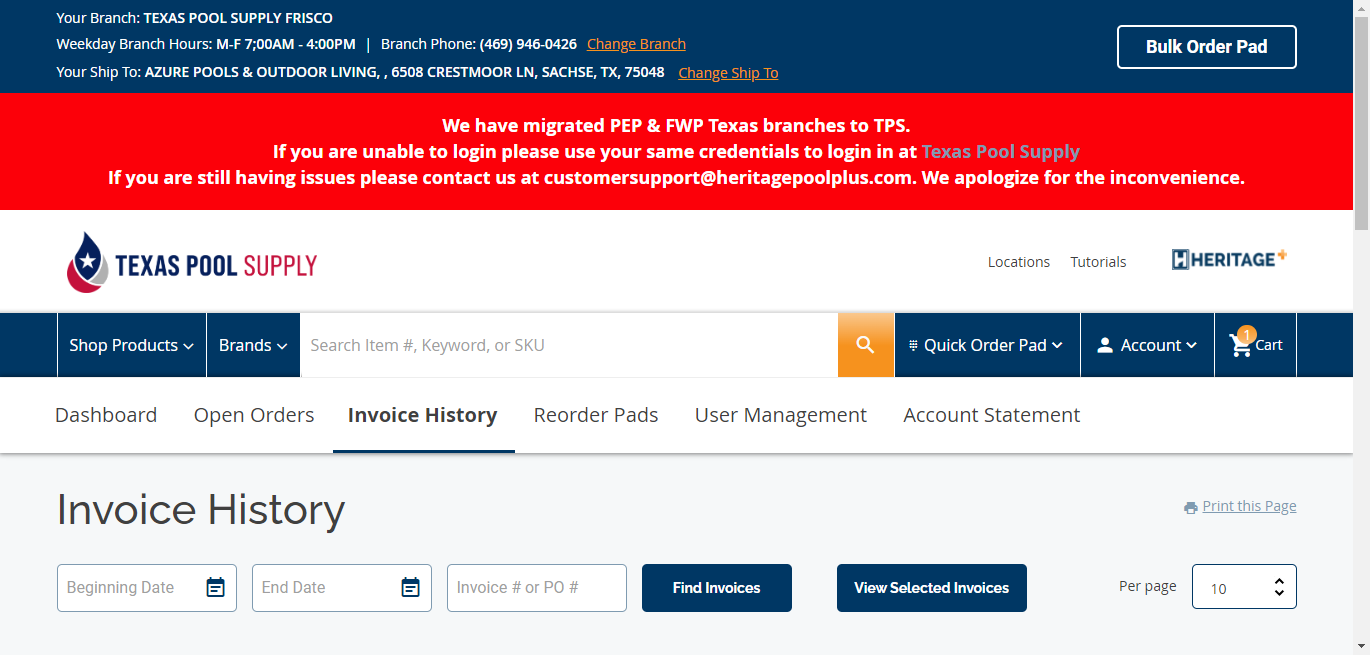 Your Branch: TEXAS POOL SUPPLY FRISCO
Weekday Branch Hours: M-F 7;00AM - 4:00PM | Branch Phone: (469) 946-0426 Change Branch
Your Ship To: AZURE POOLS & OUTDOOR LIVING, , 6508 CRESTMOOR LN, SACHSE, TX, 75048 Change Ship To
Bulk Order Pad
We have migrated PEP & FWP Texas branches to TPS.
If you are unable to login please use your same credentials to login in at Texas Pool Supply
If you are still having issues please contact us at customersupport@heritagepoolplus.com. We apologize for the inconvenience.
TEXAS POOL SUPPLY
Locations Tutorials HERITAGE+
Shop Products Brands Search Item #, Keyword, or SKU Quick Order Pad Account 1 Cart
Dashboard Open Orders Invoice History Reorder Pads User Management Account Statement
Invoice History
Print this Page
Beginning Date End Date Invoice # or PO # Find Invoices View Selected Invoices Per page 10